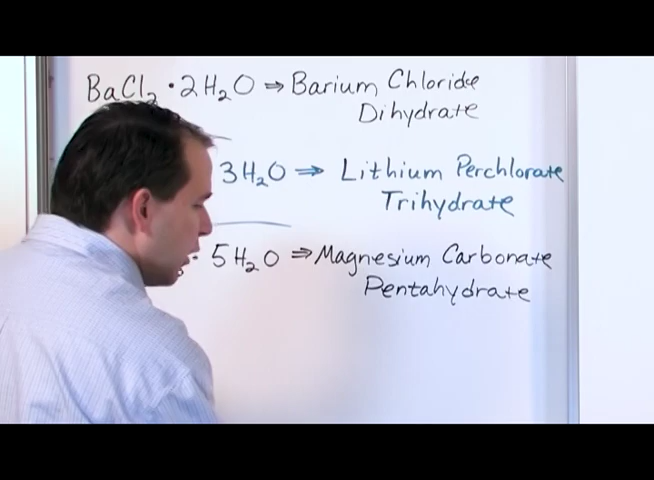 BaCl₂ · 2H₂O ⇒ Barium Chloride
Dihydrate
3H₂O ⇒ Lithium Perchlorate
Trihydrate
· 5H₂O ⇒ Magnesium Carbonate
Pentahydrate